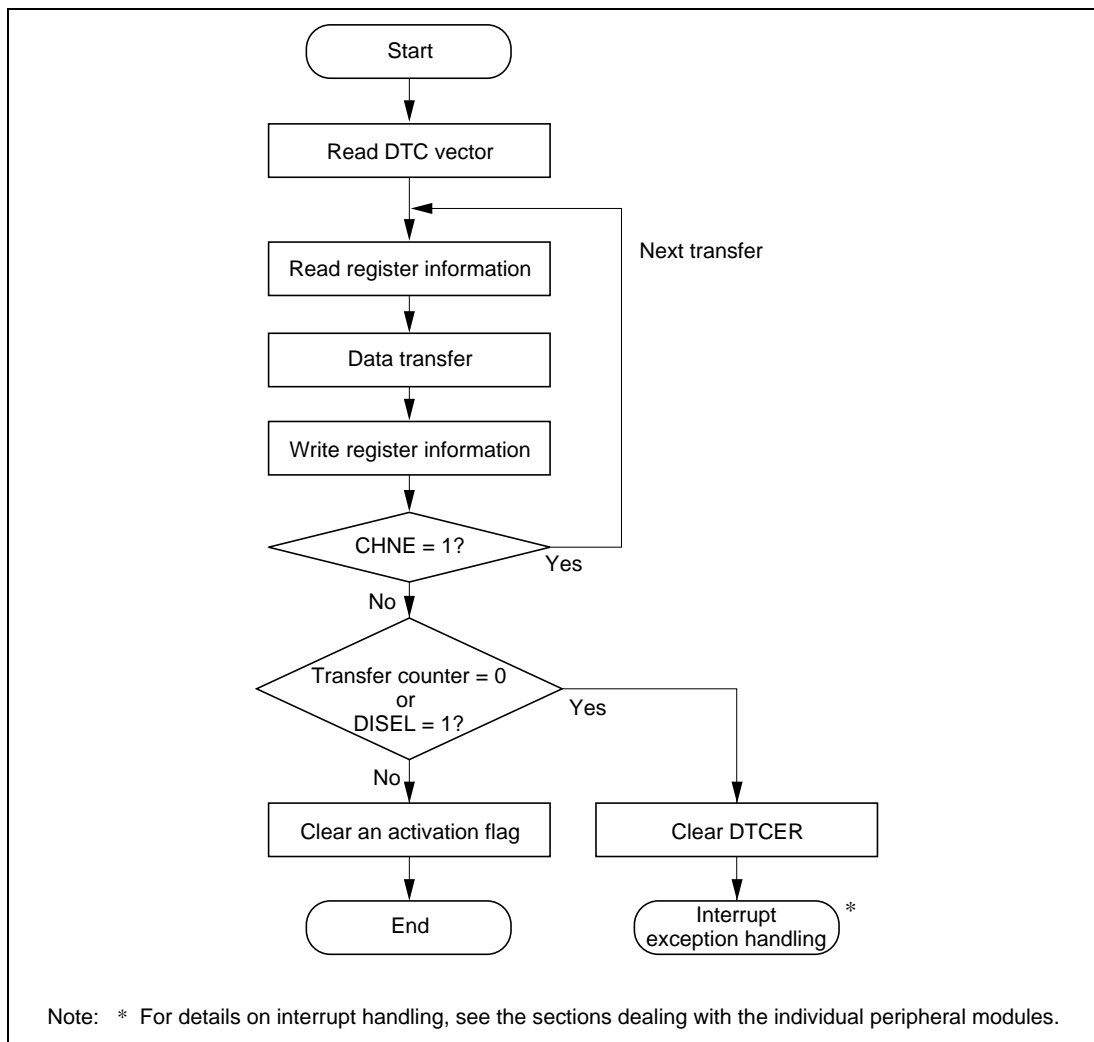 Start
Read DTC vector
Next transfer
Read register information
Data transfer
Write register information
CHNE = 1?
Yes
No
Transfer counter = 0
or
DISEL = 1?
Yes
No
Clear an activation flag
Clear DTCER
End
Interrupt
exception handling
*
Note: * For details on interrupt handling, see the sections dealing with the individual peripheral modules.